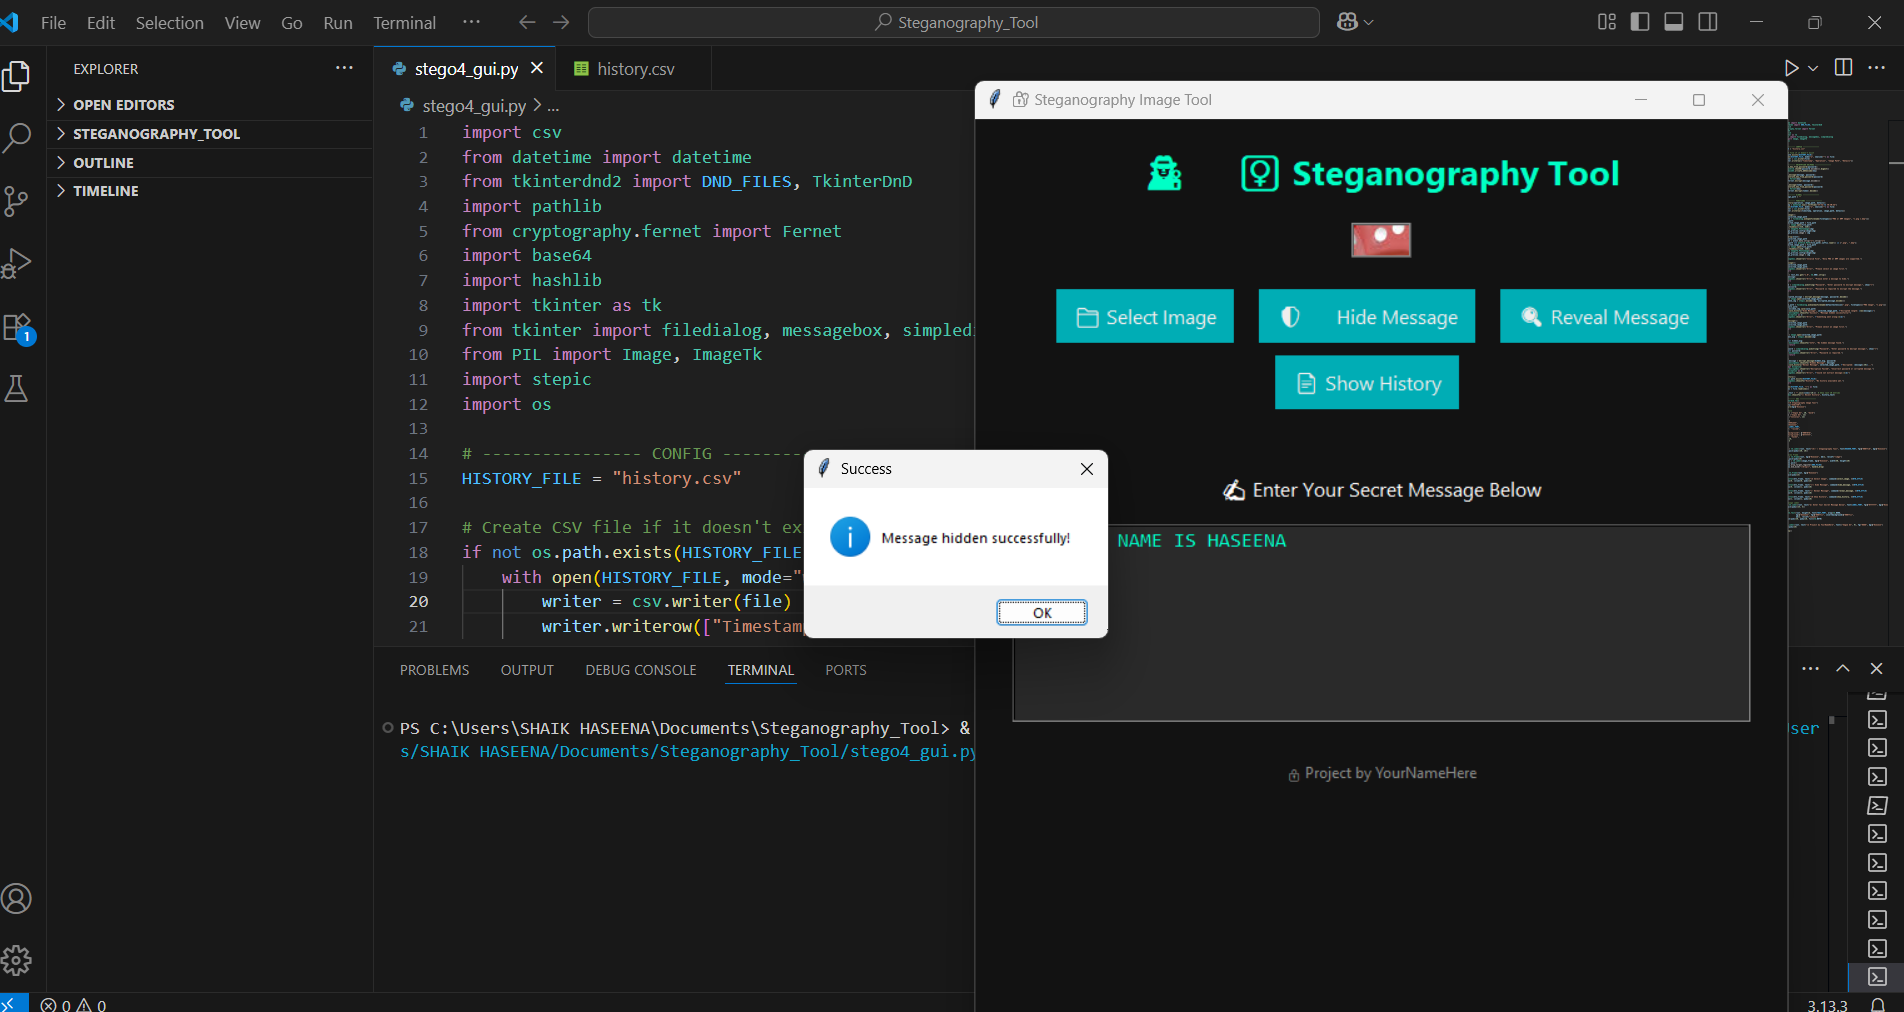 File Edit Selection View Go Run Terminal ... Steganography_Tool
EXPLORER ...
OPEN EDITORS
STEGANOGRAPHY_TOOL
OUTLINE
TIMELINE
1
stego4_gui.py history.csv
stego4_gui.py > ...
1 import csv
2 from datetime import datetime
3 from tkinterdnd2 import DND_FILES, TkinterDnD
4 import pathlib
5 from cryptography.fernet import Fernet
6 import base64
7 import hashlib
8 import tkinter as tk
9 from tkinter import filedialog, messagebox, simpledi
10 from PIL import Image, ImageTk
11 import stepic
12 import os
13
14 # ---------------- CONFIG --------
15 HISTORY_FILE = "history.csv"
16
17 # Create CSV file if it doesn't ex
18 if not os.path.exists(HISTORY_FILE
19 with open(HISTORY_FILE, mode="
20 writer = csv.writer(file)
21 writer.writerow(["Timestam
PROBLEMS OUTPUT DEBUG CONSOLE TERMINAL PORTS
PS C:\Users\SHAIK HASEENA\Documents\Steganography_Tool> &
s/SHAIK HASEENA/Documents/Steganography_Tool/stego4_gui.py
ser
Steganography Image Tool
Steganography Tool
Select Image Hide Message Reveal Message
Show History
Enter Your Secret Message Below
NAME IS HASEENA
Project by YourNameHere
Success
Message hidden successfully!
OK
0 0
3.13.3